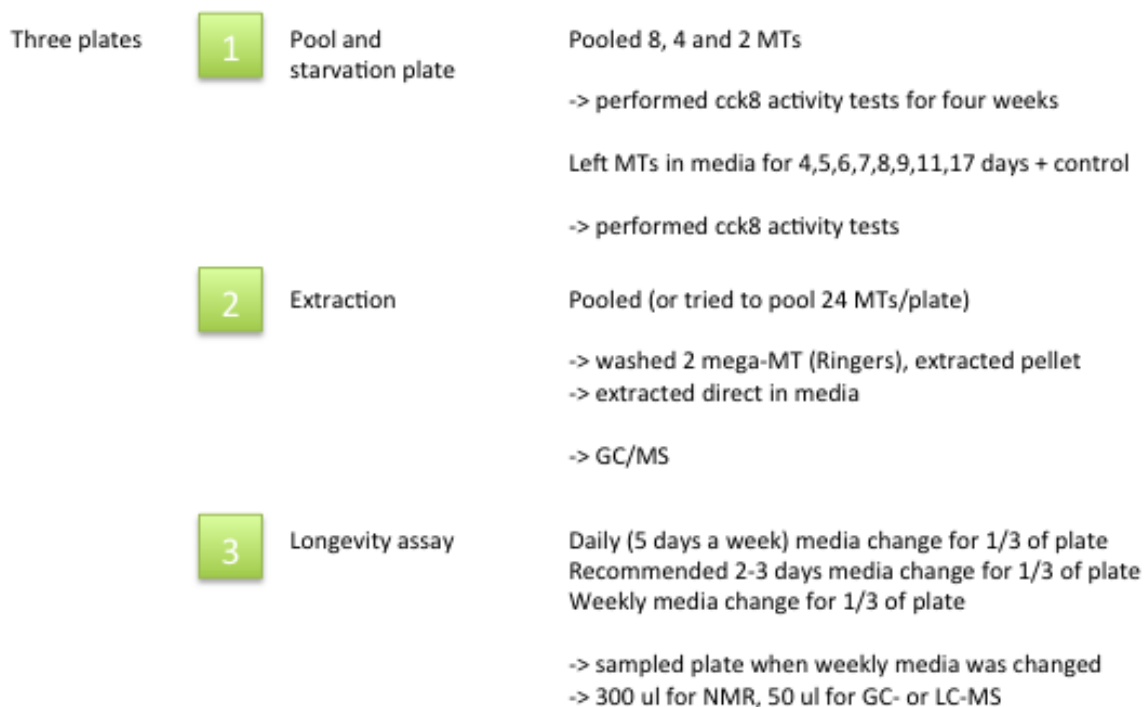 Three plates
1
Pool and
starvation plate
Pooled 8, 4 and 2 MTs
-> performed cck8 activity tests for four weeks
Left MTs in media for 4,5,6,7,8,9,11,17 days + control
-> performed cck8 activity tests
2
Extraction
Pooled (or tried to pool 24 MTs/plate)
-> washed 2 mega-MT (Ringers), extracted pellet
-> extracted direct in media
-> GC/MS
3
Longevity assay
Daily (5 days a week) media change for 1/3 of plate
Recommended 2-3 days media change for 1/3 of plate
Weekly media change for 1/3 of plate
-> sampled plate when weekly media was changed
-> 300 ul for NMR, 50 ul for GC- or LC-MS